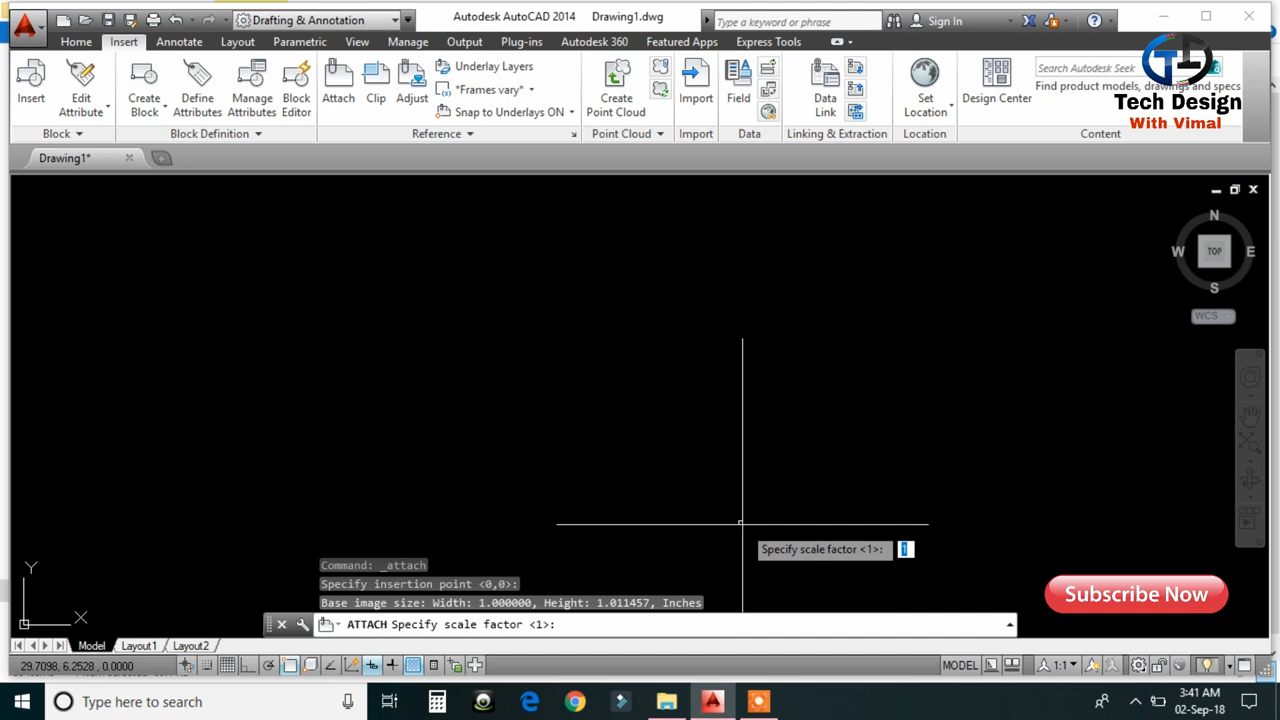 Drafting & Annotation
Autodesk AutoCAD 2014 Drawing1.dwg
Type a keyword or phrase
Sign In
Home Insert Annotate Layout Parametric View Manage Output Plug-ins Autodesk 360 Featured Apps Express Tools
Insert
Edit
Attribute
Create
Block
Define
Attributes
Manage
Attributes
Block
Editor
Attach
Clip
Adjust
Underlay Layers
*Frames vary*
Snap to Underlays ON
Create
Point Cloud
Import
Field
Data
Link
Set
Location
Design Center
Search Autodesk Seek
Find product models, drawings and specs
Tech Design
With Vimal
Block
Block Definition
Reference
Point Cloud
Import
Data
Linking & Extraction
Location
Content
Drawing1*
N
W TOP E
S
WCS
Specify scale factor <1>: 1
Y
X
Command: _attach
Specify insertion point <0,0>:
Base image size: Width: 1.000000, Height: 1.011457, Inches
ATTACH Specify scale factor <1>:
Subscribe Now
Model Layout1 Layout2
29.7098, 6.2528, 0.0000
MODEL
1:1
Type here to search
3:41 AM
02-Sep-18